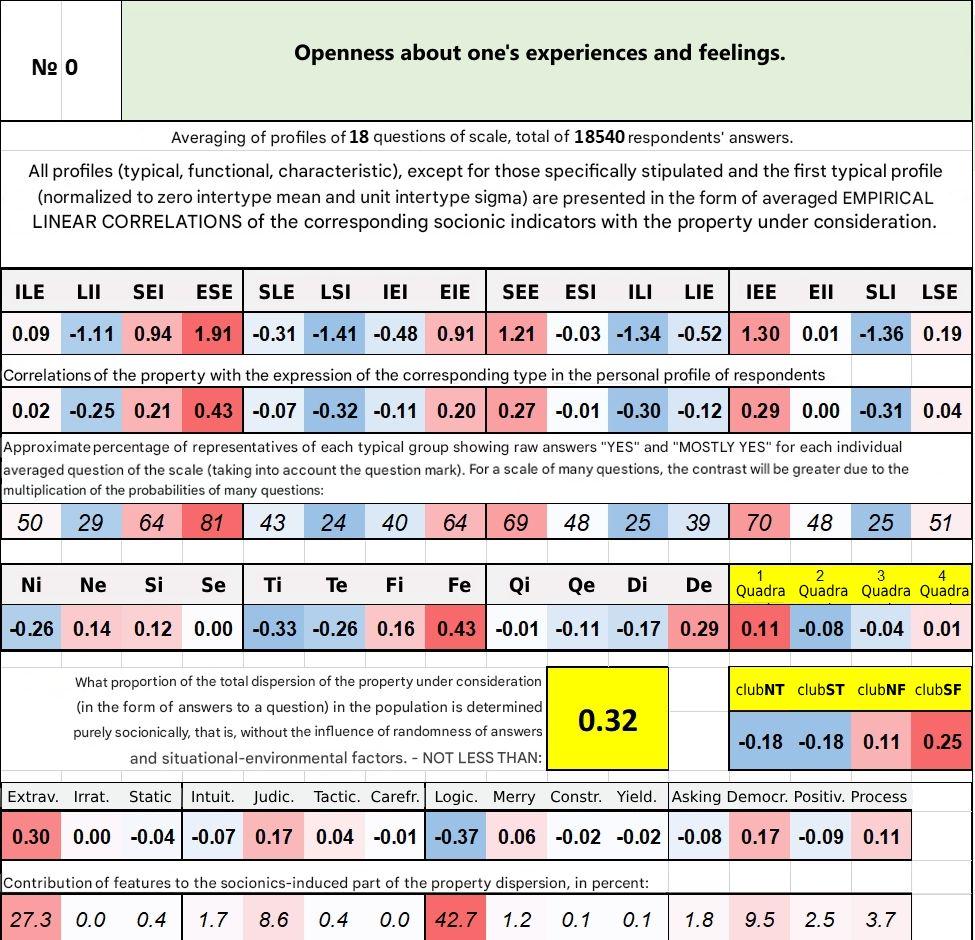 № 0
Openness about one's experiences and feelings.
Averaging of profiles of 18 questions of scale, total of 18540 respondents' answers.
All profiles (typical, functional, characteristic), except for those specifically stipulated and the first typical profile
(normalized to zero intertype mean and unit intertype sigma) are presented in the form of averaged EMPIRICAL
LINEAR CORRELATIONS of the corresponding socionic indicators with the property under consideration.
ILE LII SEI ESE SLE LSI IEI EIE SEE ESI ILI LIE IEE EII SLI LSE
0.09 -1.11 0.94 1.91 -0.31 -1.41 -0.48 0.91 1.21 -0.03 -1.34 -0.52 1.30 0.01 -1.36 0.19
Correlations of the property with the expression of the corresponding type in the personal profile of respondents
0.02 -0.25 0.21 0.43 -0.07 -0.32 -0.11 0.20 0.27 -0.01 -0.30 -0.12 0.29 0.00 -0.31 0.04
Approximate percentage of representatives of each typical group showing raw answers "YES" and "MOSTLY YES" for each individual
averaged question of the scale (taking into account the question mark). For a scale of many questions, the contrast will be greater due to the
multiplication of the probabilities of many questions:
50 29 64 81 43 24 40 64 69 48 25 39 70 48 25 51
Ni Ne Si Se Ti Te Fi Fe Qi Qe Di De 1 Quadra 2 Quadra 3 Quadra 4 Quadra
-0.26 0.14 0.12 0.00 -0.33 -0.26 0.16 0.43 -0.01 -0.11 -0.17 0.29 0.11 -0.08 -0.04 0.01
What proportion of the total dispersion of the property under consideration
(in the form of answers to a question) in the population is determined
purely socionically, that is, without the influence of randomness of answers
and situational-environmental factors. - NOT LESS THAN:
0.32
clubNT clubST clubNF clubSF
-0.18 -0.18 0.11 0.25
Extrav. Irrat. Static Intuit. Judic. Tactic. Carefr. Logic. Merry Constr. Yield. Asking Democr. Positiv. Process
0.30 0.00 -0.04 -0.07 0.17 0.04 -0.01 -0.37 0.06 -0.02 -0.02 -0.08 0.17 -0.09 0.11
Contribution of features to the socionics-induced part of the property dispersion, in percent:
27.3 0.0 0.4 1.7 8.6 0.4 0.0 42.7 1.2 0.1 0.1 1.8 9.5 2.5 3.7